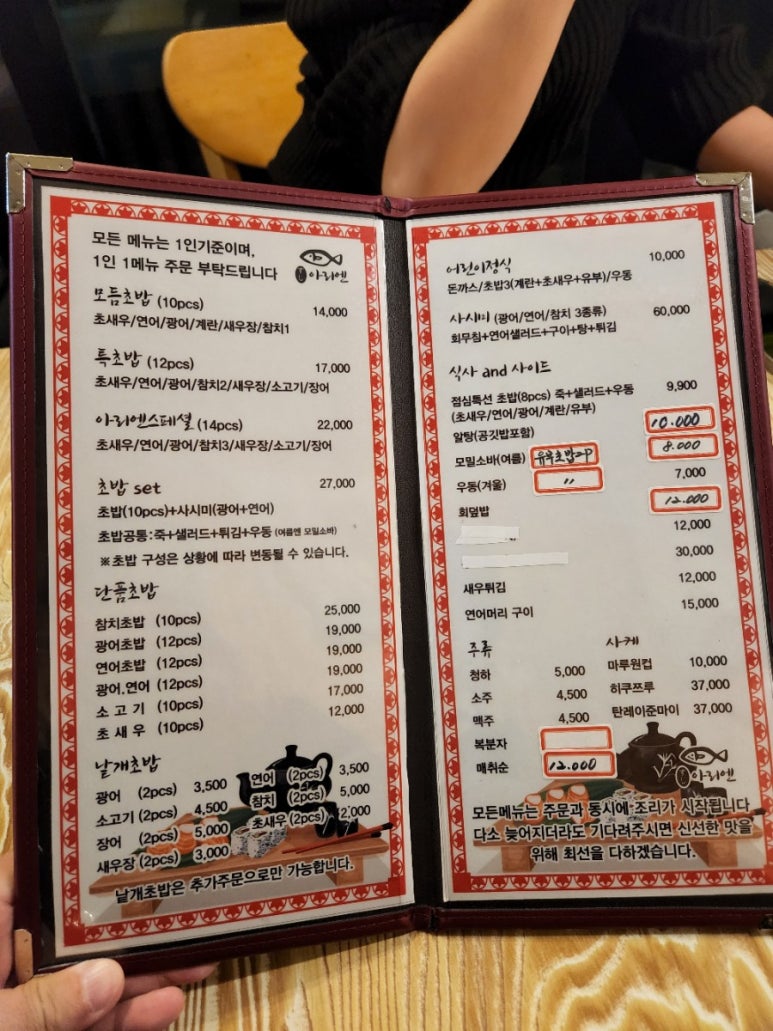 모든 메뉴는 1인기준이며,
1인 1메뉴 주문 부탁드립니다
아리엔
모듬초밥 (10pcs) 14,000
초새우/연어/광어/계란/새우장/참치1
특초밥 (12pcs) 17,000
초새우/연어/광어/참치2/새우장/소고기/장어
아리엔스페셜 (14pcs) 22,000
초새우/연어/광어/참치3/새우장/소고기/장어
초밥 set 27,000
초밥(10pcs)+사시미(광어+연어)
초밥공통:죽+샐러드+튀김+우동 (여름엔 모밀소바)
※초밥 구성은 상황에 따라 변동될 수 있습니다.
단품초밥
참치초밥 (10pcs) 25,000
광어초밥 (12pcs) 19,000
연어초밥 (12pcs) 19,000
광어.연어 (12pcs) 19,000
소고기 (10pcs) 17,000
초새우 (10pcs) 12,000
낱개초밥
광어 (2pcs) 3,500 연어 (2pcs) 3,500
소고기 (2pcs) 4,500 참치 (2pcs) 5,000
장어 (2pcs) 5,000 초새우 (2pcs) 2,000
새우장 (2pcs) 3,000
낱개초밥은 추가주문으로만 가능합니다.
어린이정식 10,000
돈까스/초밥3(계란+초새우+유부)/우동
사시미 (광어/연어/참치 3종류) 60,000
회무침+연어샐러드+구이+탕+튀김
식사 and 사이드
점심특선 초밥(8pcs) 죽+샐러드+우동 9,900
(초새우/연어/광어/계란/유부)
알탕(공깃밥포함) 10.000
모밀소바(여름) 유부초밥2P 8.000
우동(겨울) 〃 7,000
회덮밥 12.000
12,000
30,000
새우튀김 12,000
연어머리 구이 15,000
주류
청하 5,000
소주 4,500
맥주 4,500
복분자
매취순 12.000
사케
마루원컵 10,000
히쿠쯔루 37,000
탄레이준마이 37,000
아리엔
모든메뉴는 주문과 동시에 조리가 시작됩니다
다소 늦어지더라도 기다려주시면 신선한 맛을
위해 최선을 다하겠습니다.